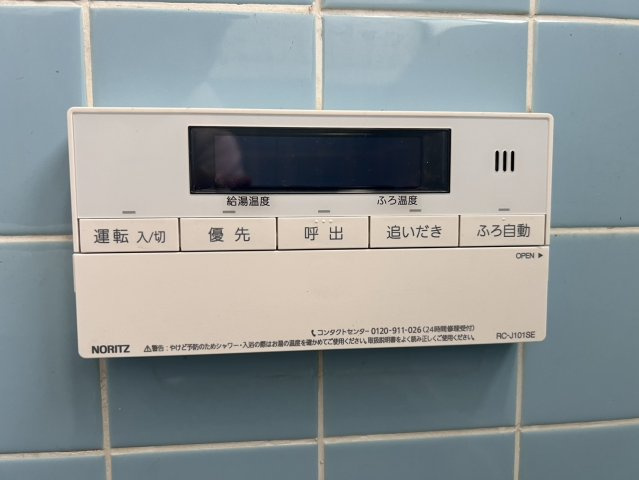 給湯温度 ふろ温度
運転 入/切 優先 呼出 追いだき ふろ自動
OPEN ▶
コンタクトセンター 0120-911-026 (24時間修理受付) RC-J101SE
NORITZ ⚠警告:やけど予防のためシャワー・入浴の際はお湯の温度を確かめてご使用ください。取扱説明書をよく読み正しくご使用ください。